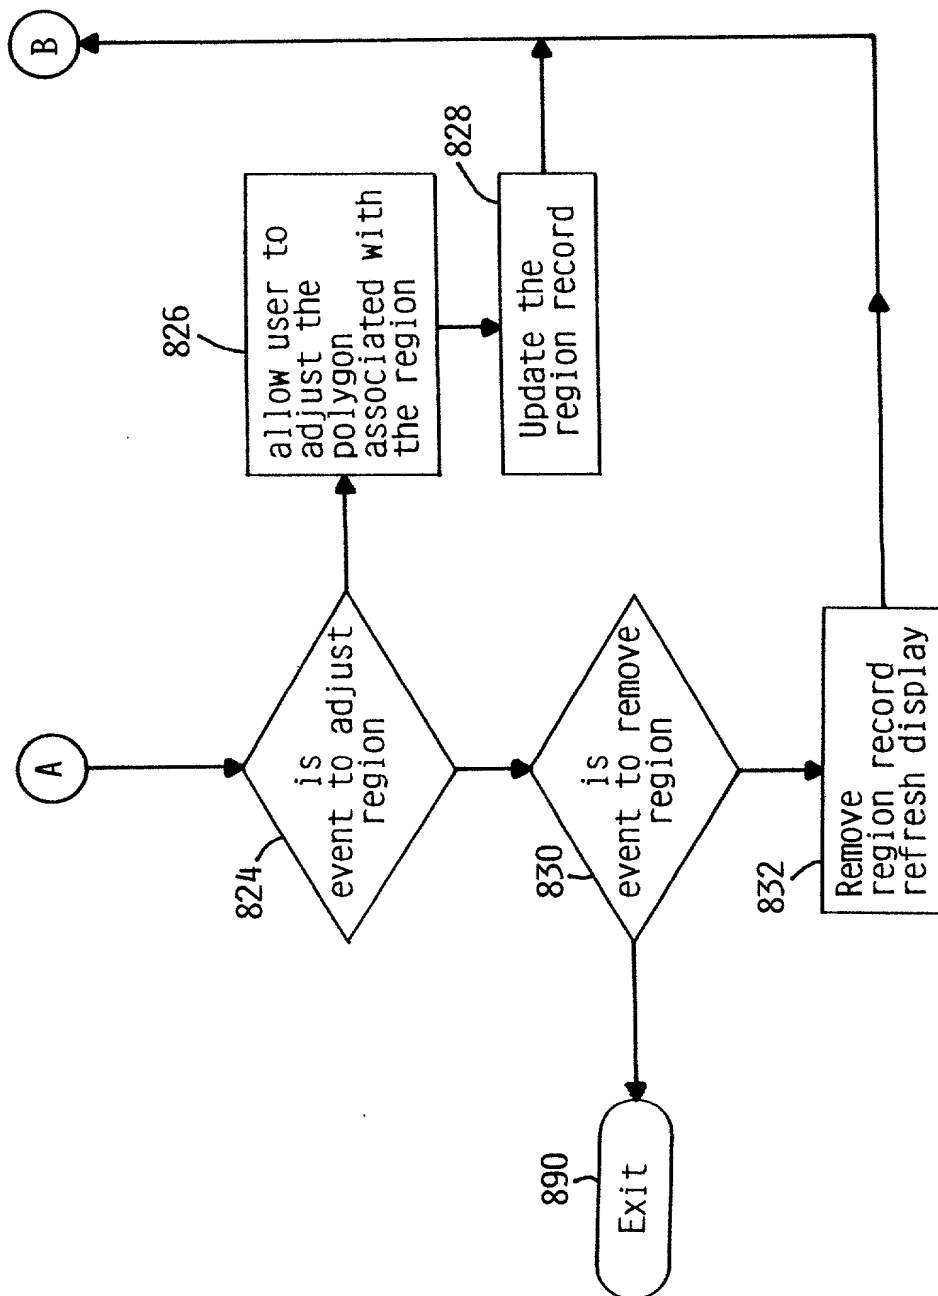 A
B
824
is
event to adjust
region
826
allow user to
adjust the
polygon
associated with
the region
828
Update the
region record
830
is
event to remove
region
832
Remove
region record
refresh display
890
Exit